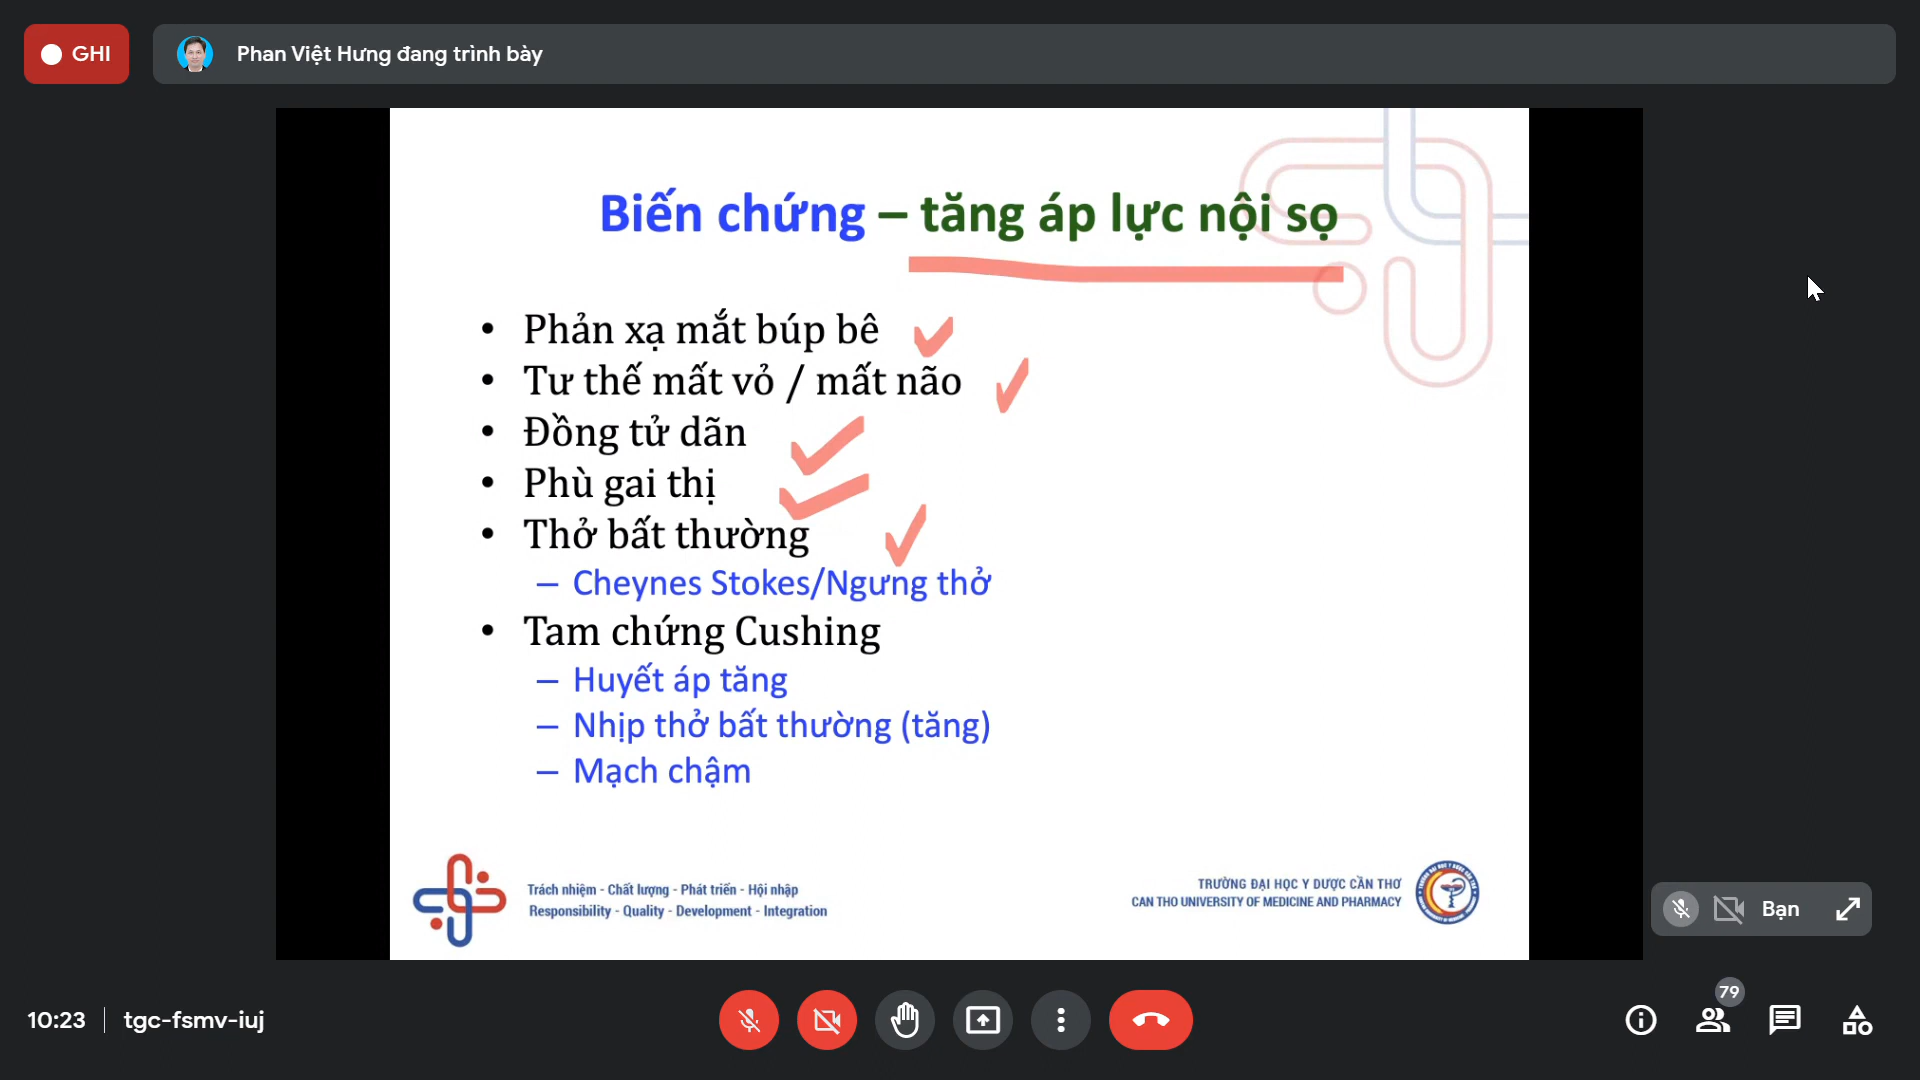 GHI
Phan Việt Hưng đang trình bày
Biến chứng – tăng áp lực nội sọ
• Phản xạ mắt búp bê
• Tư thế mất vỏ / mất não
• Đồng tử dãn
• Phù gai thị
• Thở bất thường
– Cheynes Stokes/Ngưng thở
• Tam chứng Cushing
– Huyết áp tăng
– Nhịp thở bất thường (tăng)
– Mạch chậm
Trách nhiệm - Chất lượng - Phát triển - Hội nhập
Responsibility - Quality - Development - Integration
TRƯỜNG ĐẠI HỌC Y DƯỢC CẦN THƠ
CAN THO UNIVERSITY OF MEDICINE AND PHARMACY
Bạn
10:23
tgc-fsmv-iuj
79